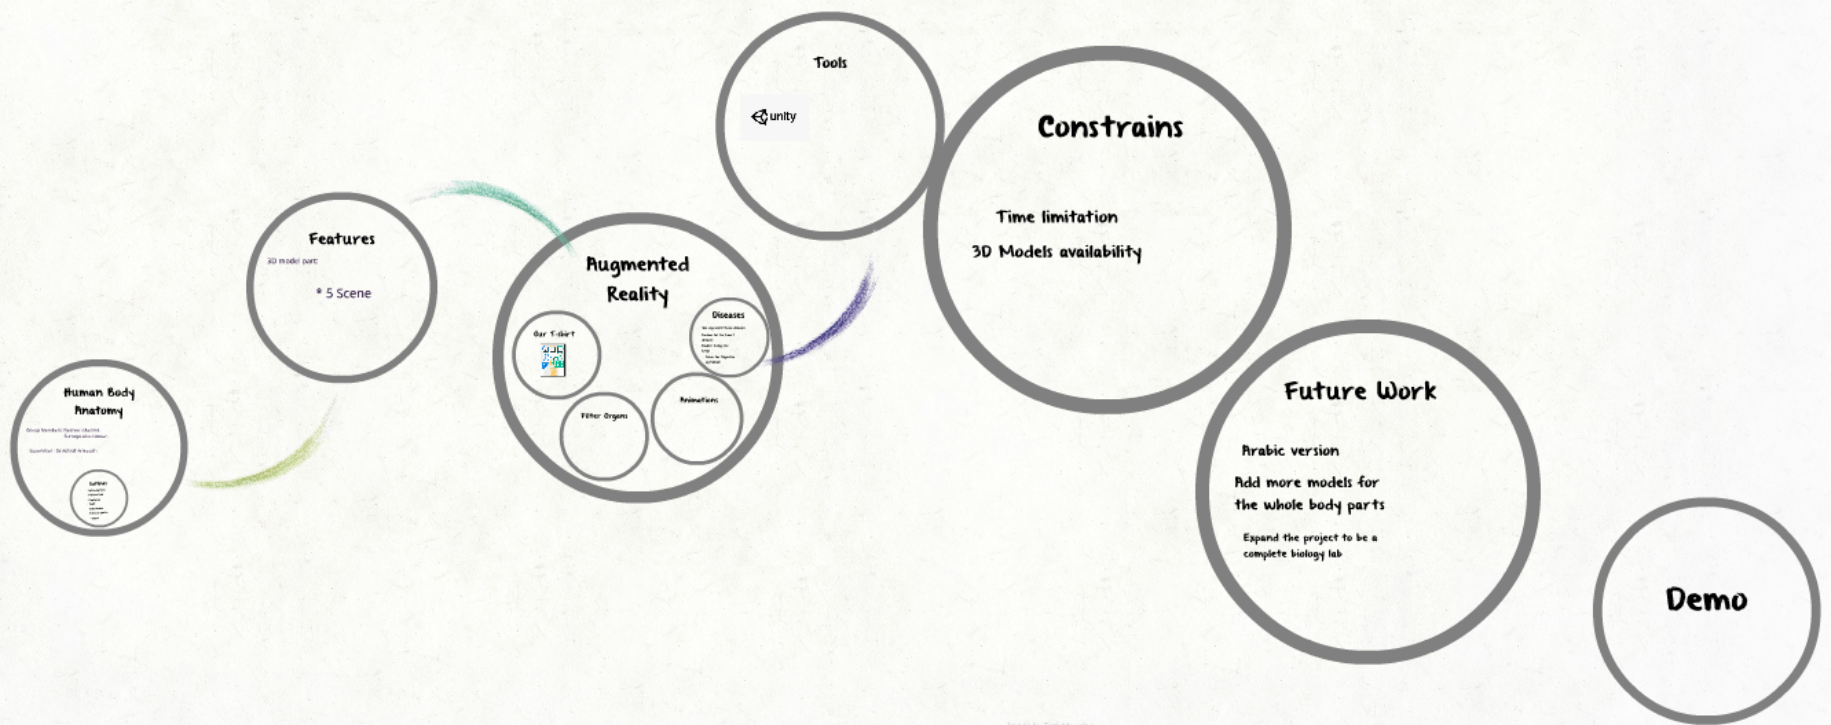 Human Body
Anatomy
Features
3D model part:
* 5 Scene
Augmented
Reality
Our T-shirt
Filter Organs
Animations
Diseases
Tools
unity
Constrains
Time limitation
3D Models availability
Future Work
Arabic version
Add more models for
the whole body parts
Expand the project to be a
complete biology lab
Demo